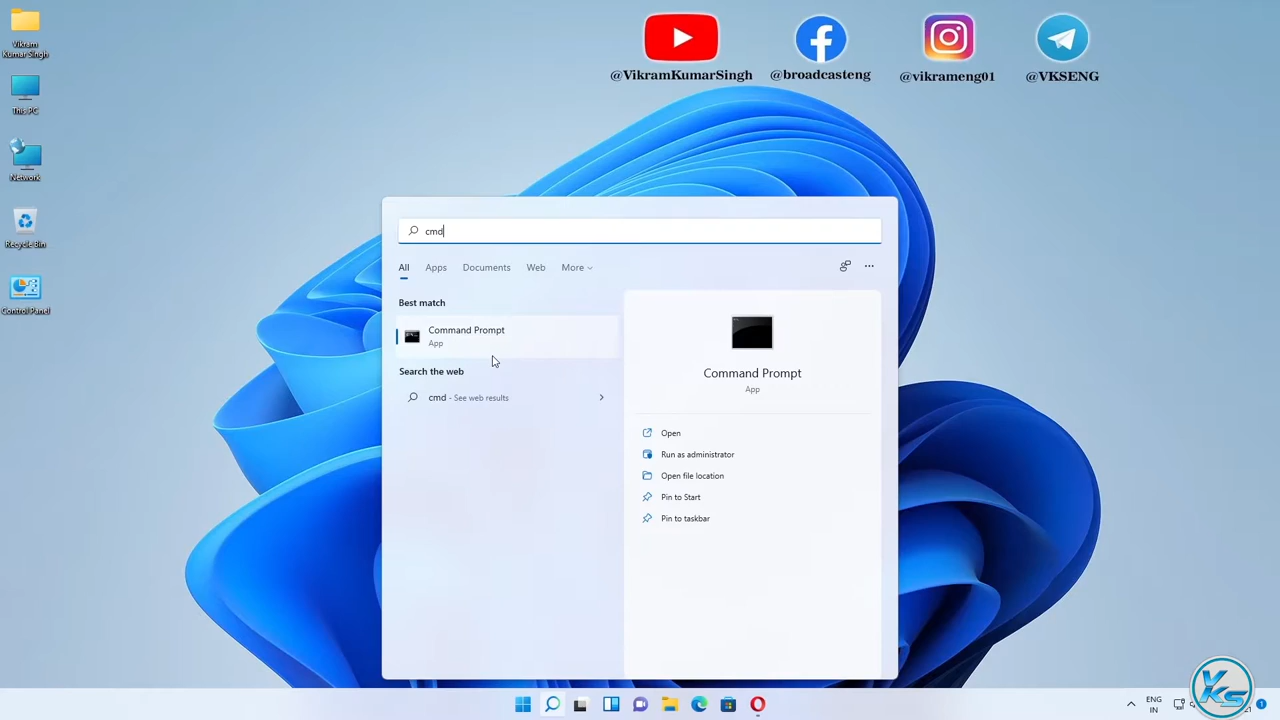 Vikram
Kumar Singh
This PC
Network
Recycle Bin
Control Panel
@VikramKumarSingh
@broadcasteng
@vikrameng01
@VKSENG
cmd
All
Apps
Documents
Web
More
Best match
Command Prompt
App
Search the web
cmd - See web results
Command Prompt
App
Open
Run as administrator
Open file location
Pin to Start
Pin to taskbar
ENG
IN
VKS
1